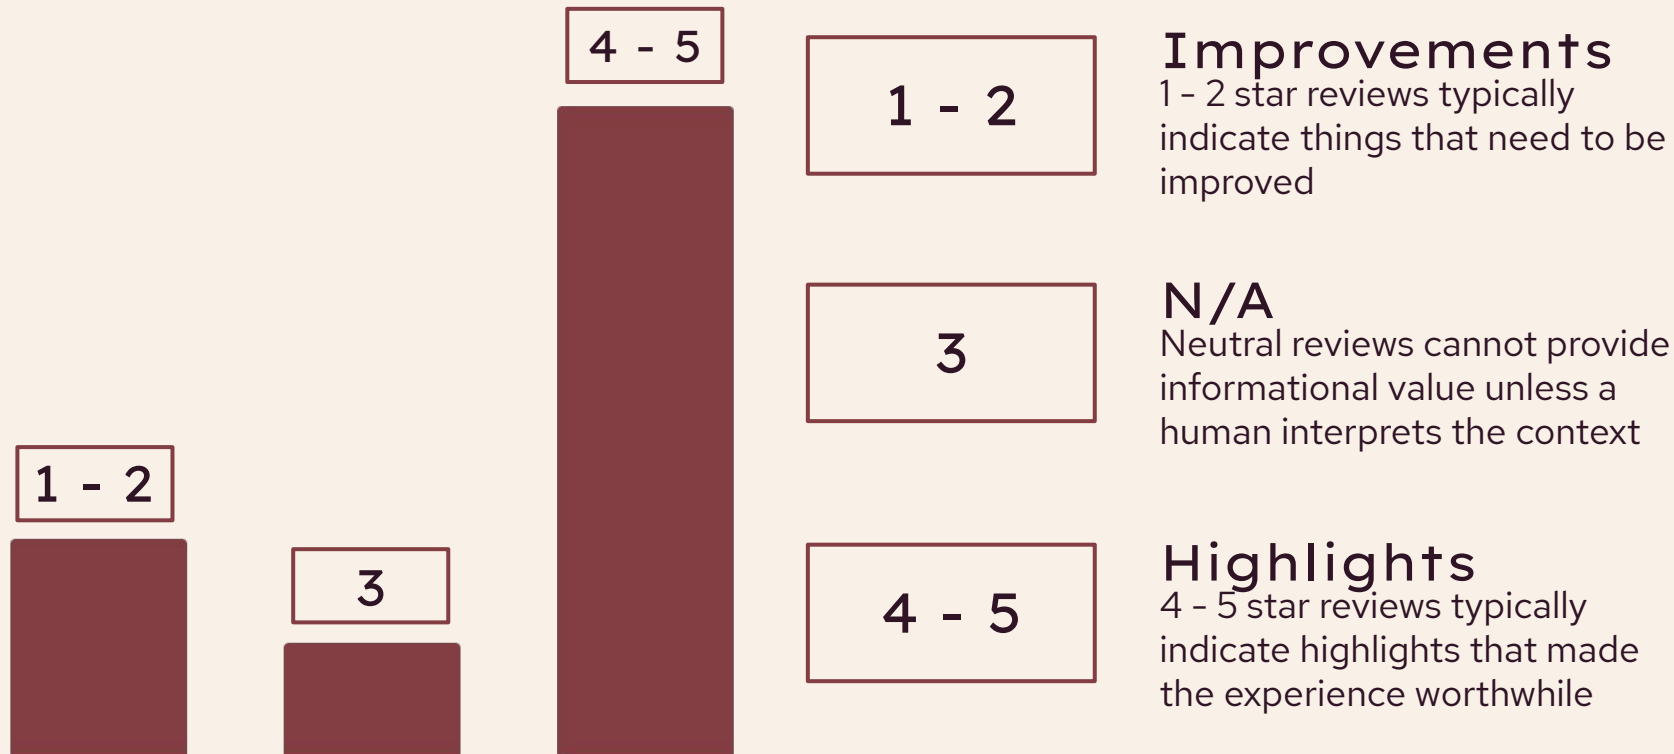 4 - 5
1 - 2
3
1 - 2
Improvements
1 - 2 star reviews typically
indicate things that need to be
improved
3
N/A
Neutral reviews cannot provide
informational value unless a
human interprets the context
4 - 5
Highlights
4 - 5 star reviews typically
indicate highlights that made
the experience worthwhile